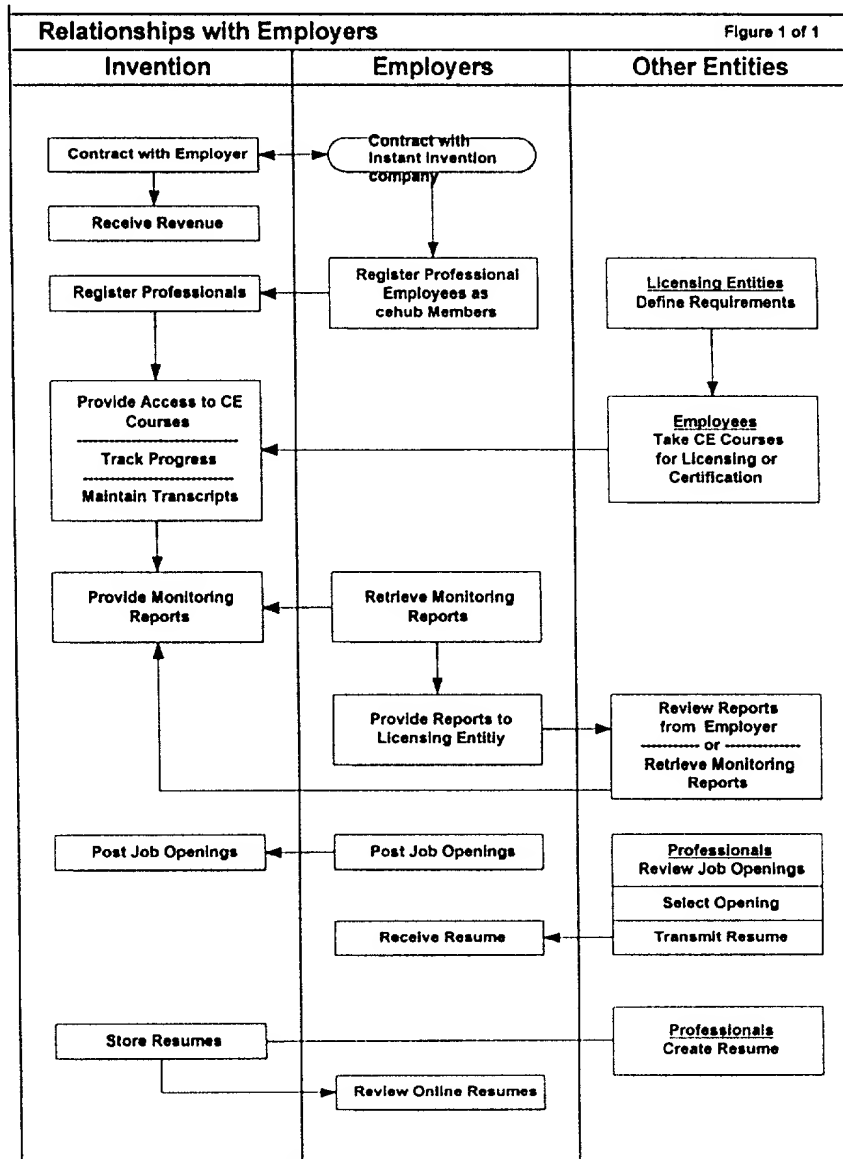 Relationships with Employers
Figure 1 of 1
Invention
Employers
Other Entities
Contract with Employer
Contract with
Instant Invention
company
Receive Revenue
Register Professionals
Register Professional
Employees as
cehub Members
Licensing Entities
Define Requirements
Provide Access to CE
Courses
Track Progress
Maintain Transcripts
Employees
Take CE Courses
for Licensing or
Certification
Provide Monitoring
Reports
Retrieve Monitoring
Reports
Provide Reports to
Licensing Entitiy
Review Reports
from Employer
or
Retrieve Monitoring
Reports
Post Job Openings
Post Job Openings
Professionals
Review Job Openings
Select Opening
Receive Resume
Transmit Resume
Store Resumes
Professionals
Create Resume
Review Online Resumes